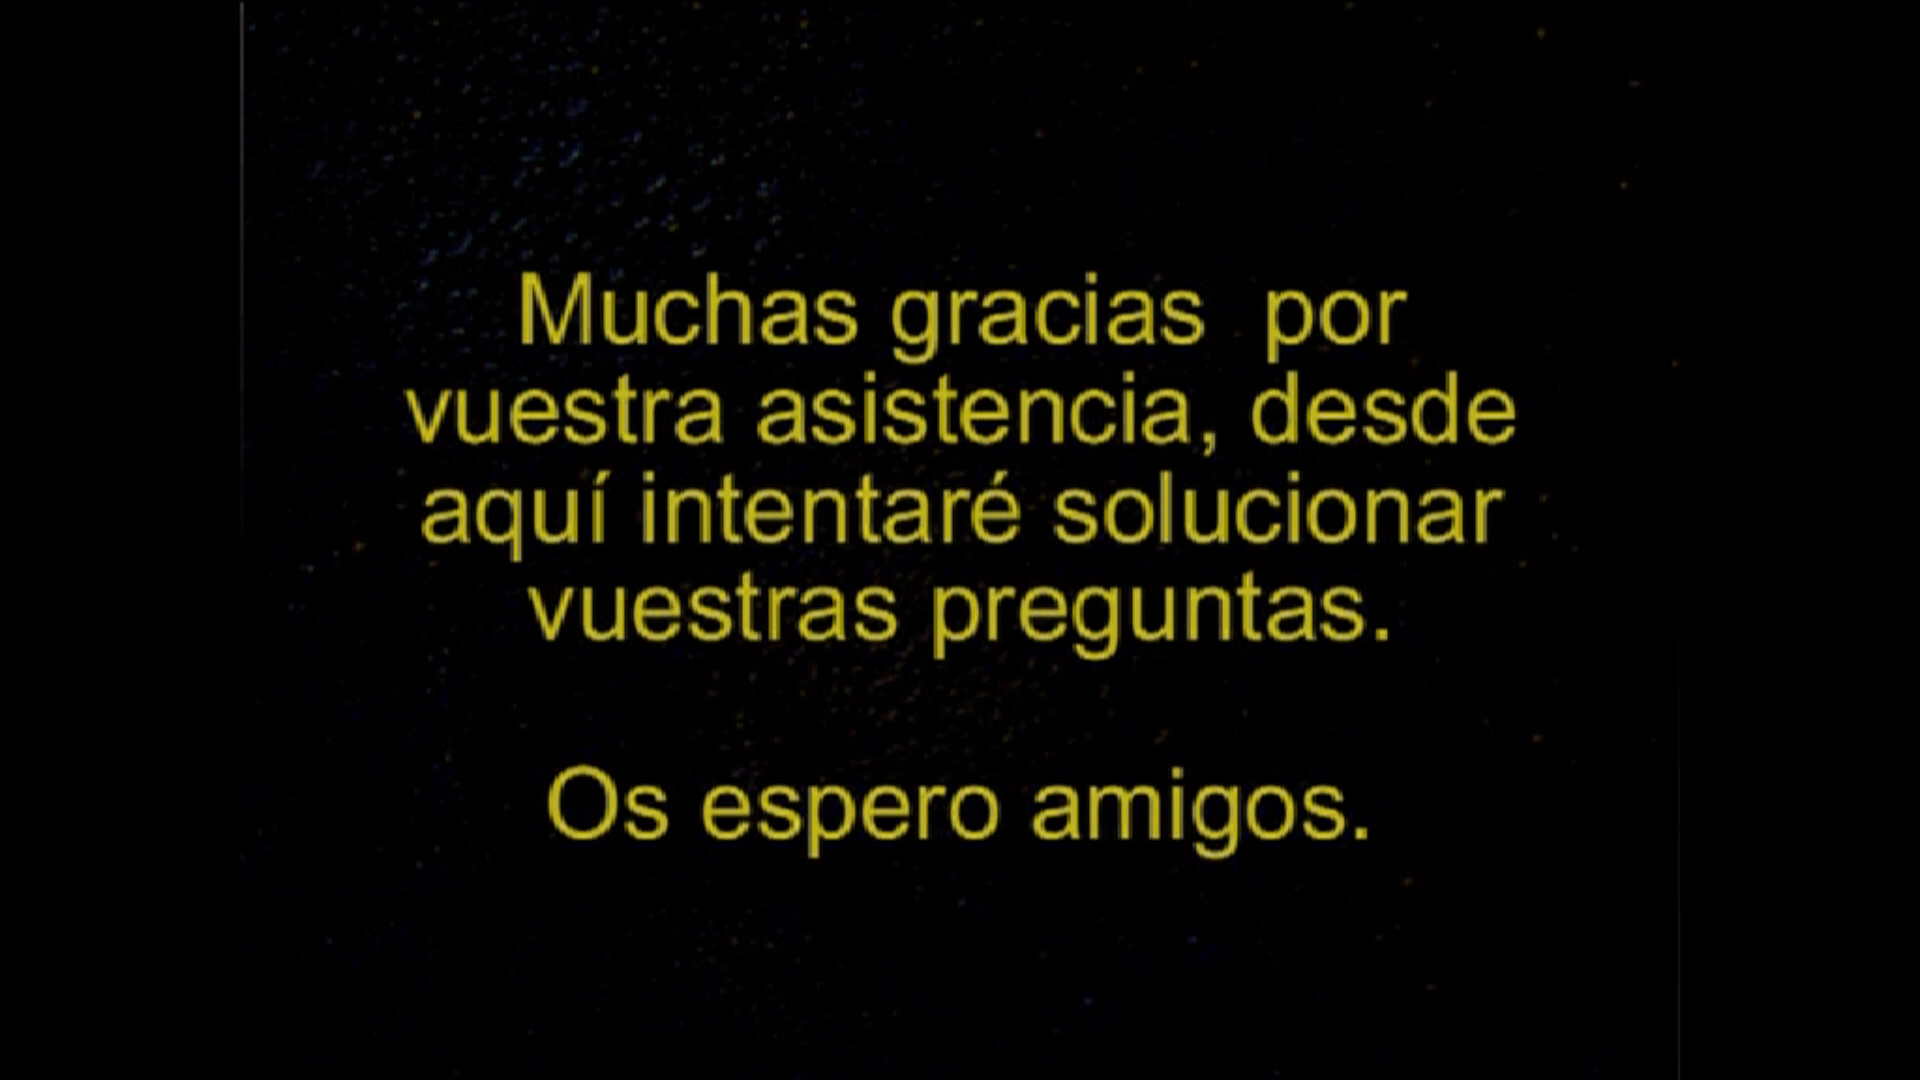 Muchas gracias  por
vuestra asistencia, desde
aquí intentaré solucionar
vuestras preguntas.
Os espero amigos.